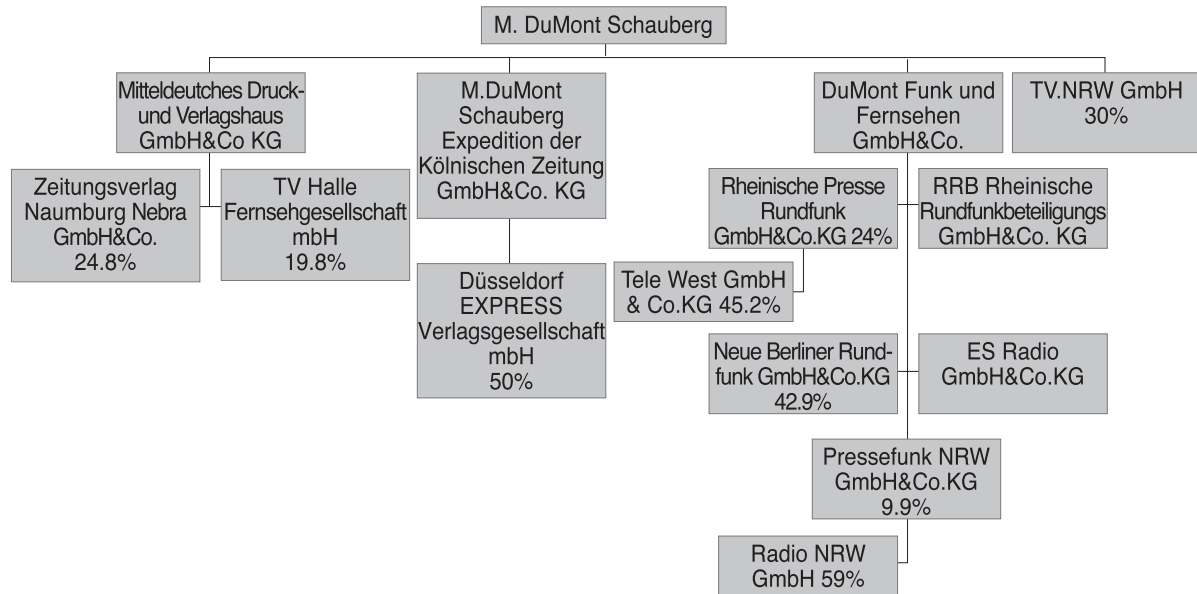 M. DuMont Schauberg
Mitteldeutches Druck-
und Verlagshaus
GmbH&Co KG
M.DuMont
Schauberg
Expedition der
Kölnischen Zeitung
GmbH&Co. KG
DuMont Funk und
Fernsehen
GmbH&Co.
TV.NRW GmbH
30%
Zeitungsverlag
Naumburg Nebra
GmbH&Co.
24.8%
TV Halle
Fernsehgesellschaft
mbH
19.8%
Düsseldorf
EXPRESS
Verlagsgesellschaft
mbH
50%
Rheinische Presse
Rundfunk
GmbH&Co.KG 24%
RRB Rheinische
Rundfunkbeteiligungs
GmbH&Co. KG
Tele West GmbH
& Co.KG 45.2%
Neue Berliner Rund-
funk GmbH&Co.KG
42.9%
ES Radio
GmbH&Co.KG
Pressefunk NRW
GmbH&Co.KG
9.9%
Radio NRW
GmbH 59%